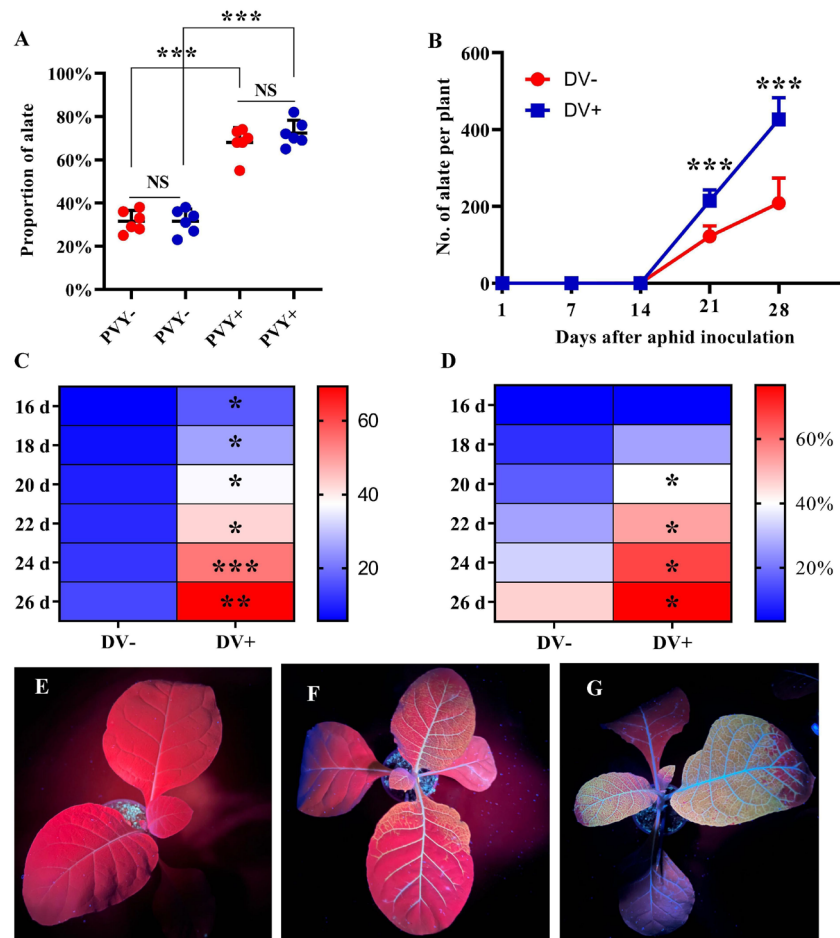 A
***
***
NS
NS
Proportion of alate
100%
80%
60%
40%
20%
0%
PVY-
PVY-
PVY+
PVY+
B
DV-
DV+
***
***
No. of alate per plant
600
400
200
0
1
7
14
21
28
Days after aphid inoculation
C
16 d
*
18 d
*
20 d
*
22 d
*
24 d
***
26 d
**
DV-
DV+
60
40
20
D
16 d
18 d
20 d
*
22 d
*
24 d
*
26 d
*
DV-
DV+
60%
40%
20%
E
F
G